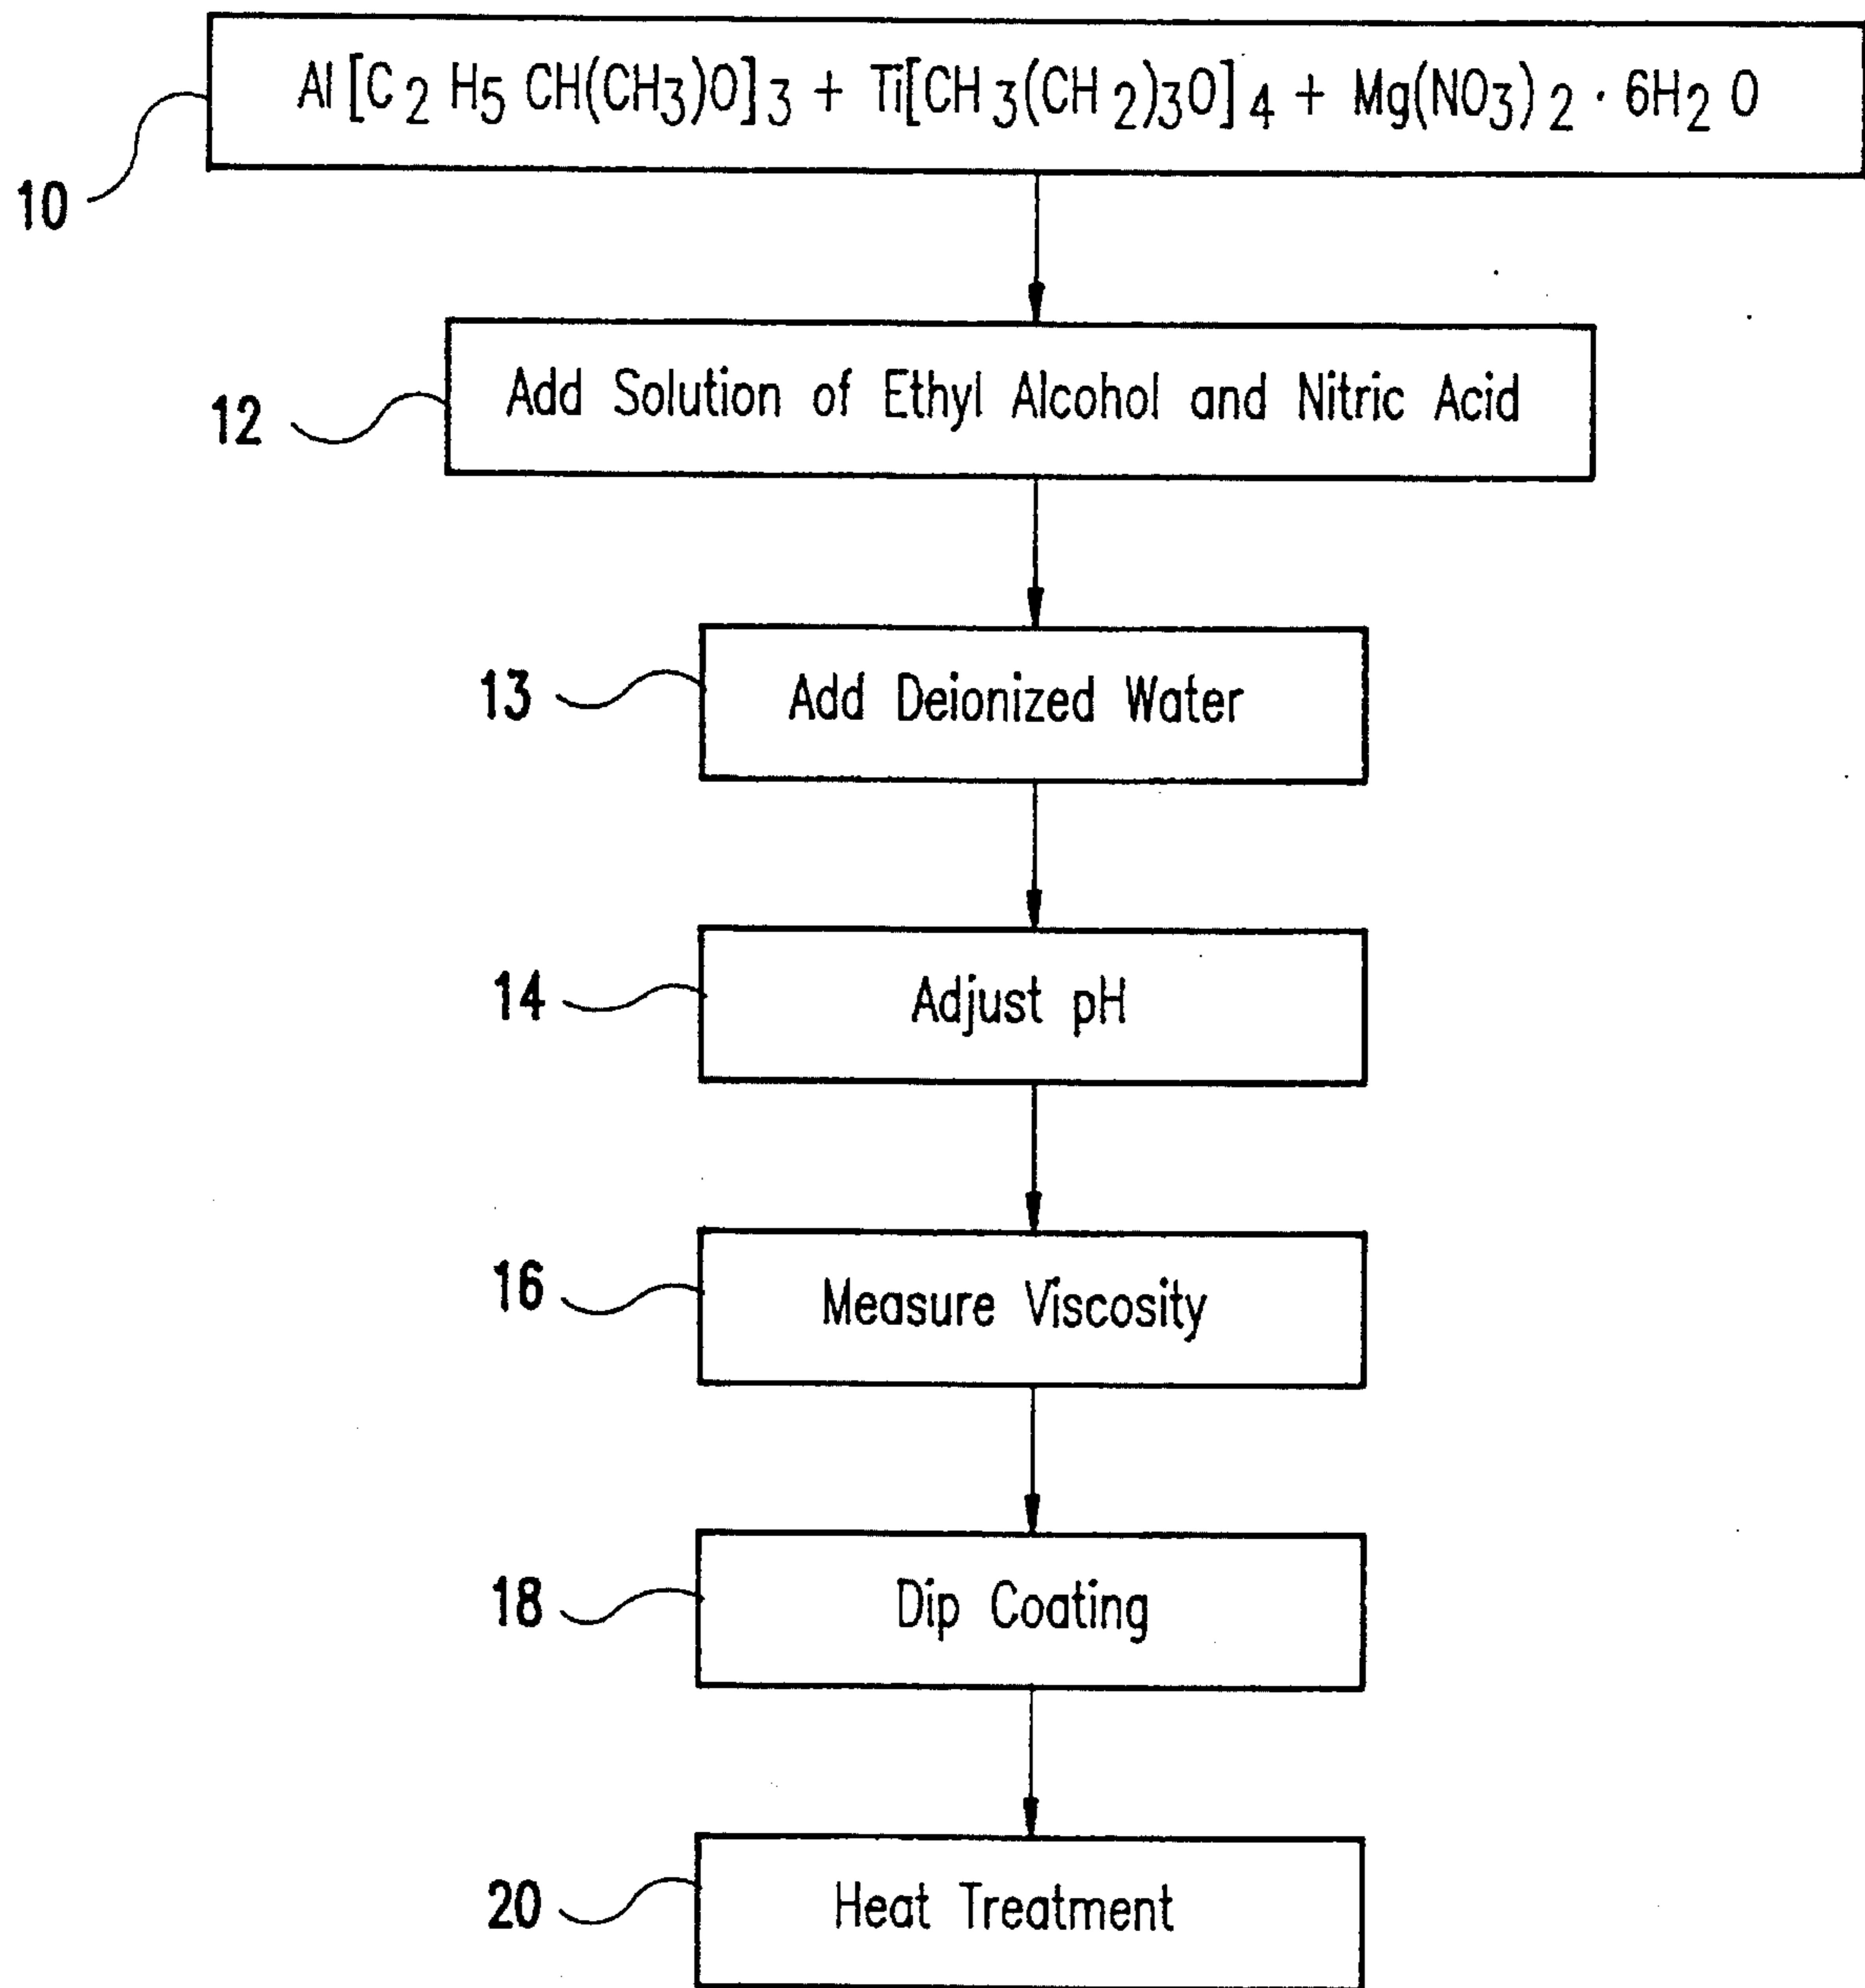 Al[C2H5CH(CH3)O]3 + Ti[CH3(CH2)3O]4 + Mg(NO3)2 · 6H2O
10
12 Add Solution of Ethyl Alcohol and Nitric Acid
13 Add Deionized Water
14 Adjust pH
16 Measure Viscosity
18 Dip Coating
20 Heat Treatment